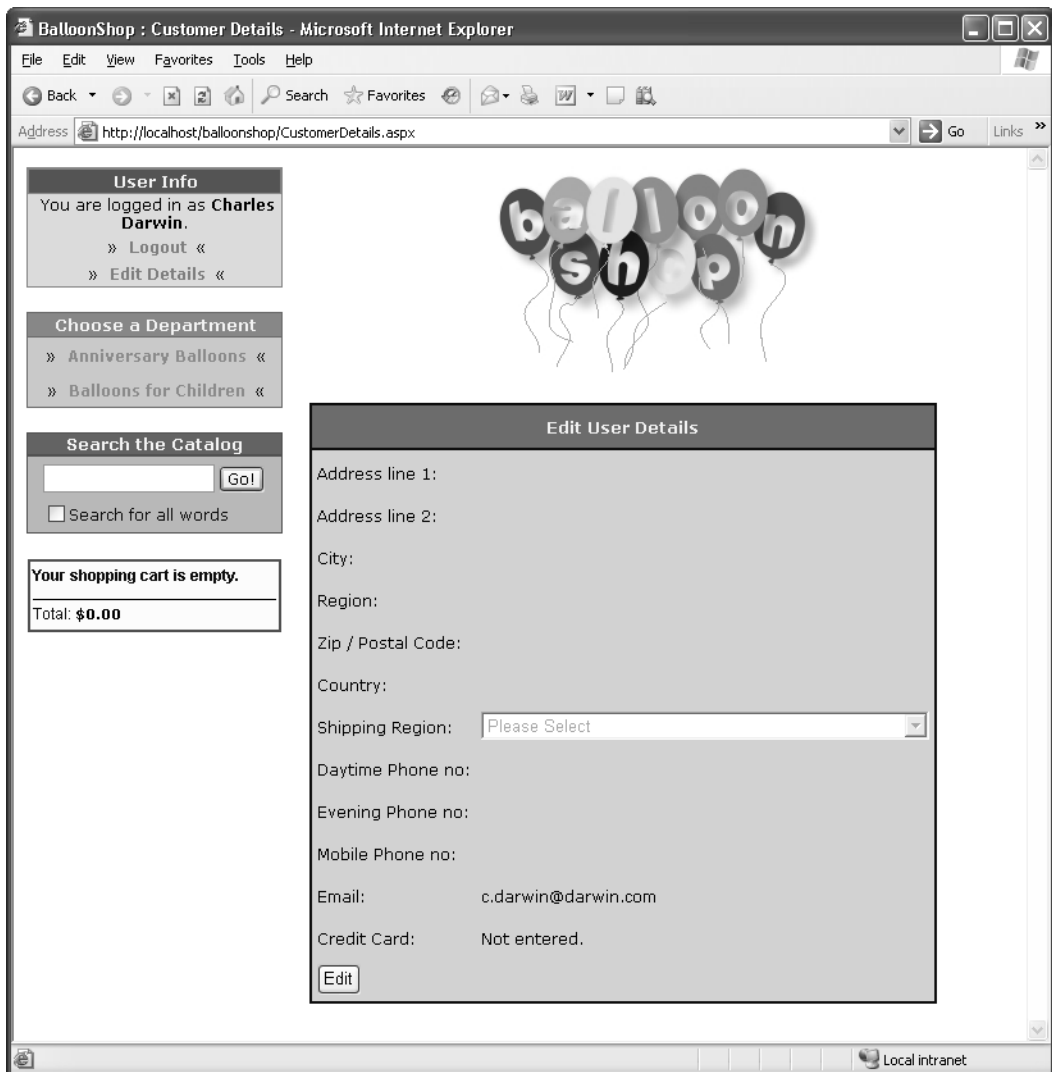 BalloonShop : Customer Details - Microsoft Internet Explorer
File Edit View Favorites Tools Help
Back Search Favorites
Address http://localhost/balloonshop/CustomerDetails.aspx Go Links »
User Info
You are logged in as Charles
Darwin.
» Logout «
» Edit Details «
Choose a Department
» Anniversary Balloons «
» Balloons for Children «
Search the Catalog
Go!
Search for all words
Your shopping cart is empty.
Total: $0.00
balloon
shop
Edit User Details
Address line 1:
Address line 2:
City:
Region:
Zip / Postal Code:
Country:
Shipping Region: Please Select
Daytime Phone no:
Evening Phone no:
Mobile Phone no:
Email: c.darwin@darwin.com
Credit Card: Not entered.
Edit
Local intranet